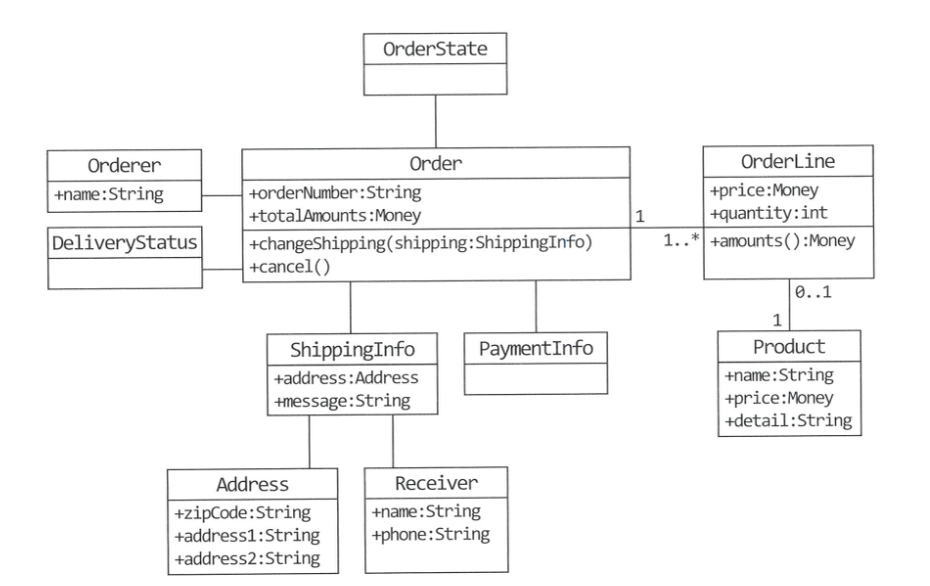 OrderState
Orderer
+name:String
DeliveryStatus
Order
+orderNumber:String
+totalAmounts:Money
+changeShipping(shipping:ShippingInfo)
+cancel()
1
1..*
OrderLine
+price:Money
+quantity:int
+amounts():Money
0..1
1
Product
+name:String
+price:Money
+detail:String
ShippingInfo
+address:Address
+message:String
PaymentInfo
Address
+zipCode:String
+address1:String
+address2:String
Receiver
+name:String
+phone:String